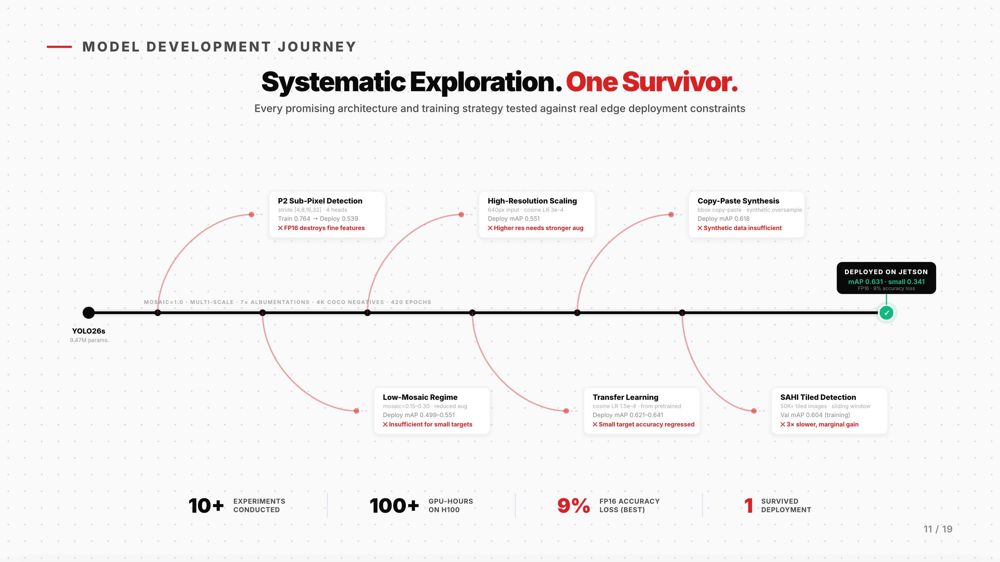 MODEL DEVELOPMENT JOURNEY
Systematic Exploration. One Survivor.
Every promising architecture and training strategy tested against real edge deployment constraints
P2 Sub-Pixel Detection
stride [4,8,16,32] · 4 heads
Train 0.764 → Deploy 0.539
✕ FP16 destroys fine features
High-Resolution Scaling
640px input · cosine LR 3e-4
Deploy mAP 0.551
✕ Higher res needs stronger aug
Copy-Paste Synthesis
bbox copy-paste · synthetic oversample
Deploy mAP 0.618
✕ Synthetic data insufficient
DEPLOYED ON JETSON
mAP 0.631 · small 0.341
FP16 · 9% accuracy loss
MOSAIC=1.0 · MULTI-SCALE · 7× ALBUMENTATIONS · 4K COCO NEGATIVES · 420 EPOCHS
✓
YOLO26s
9.47M params
Low-Mosaic Regime
mosaic=0.15–0.30 · reduced aug
Deploy mAP 0.499–0.551
✕ Insufficient for small targets
Transfer Learning
cosine LR 1.5e-4 · from pretrained
Deploy mAP 0.621–0.641
✕ Small target accuracy regressed
SAHI Tiled Detection
50K+ tiled images · sliding window
Val mAP 0.604 (training)
✕ 3× slower, marginal gain
10+
EXPERIMENTS
CONDUCTED
100+
GPU-HOURS
ON H100
9%
FP16 ACCURACY
LOSS (BEST)
1
SURVIVED
DEPLOYMENT
11 / 19